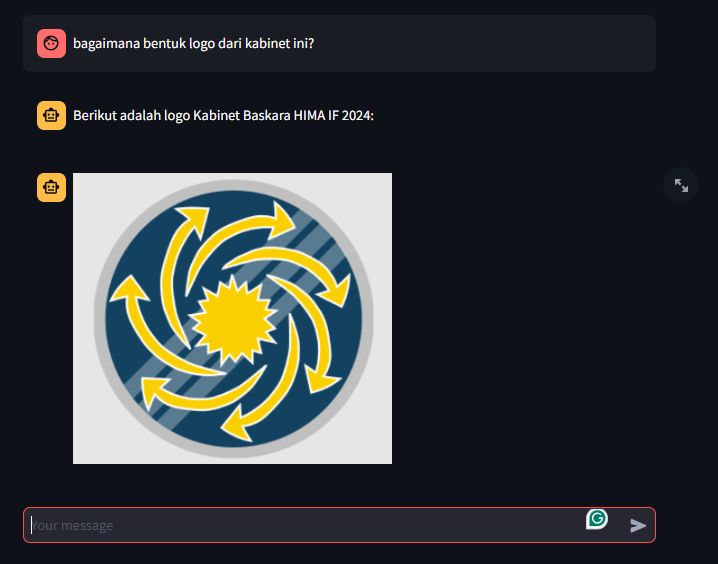 bagaimana bentuk logo dari kabinet ini?
Berikut adalah logo Kabinet Baskara HIMA IF 2024:
Your message